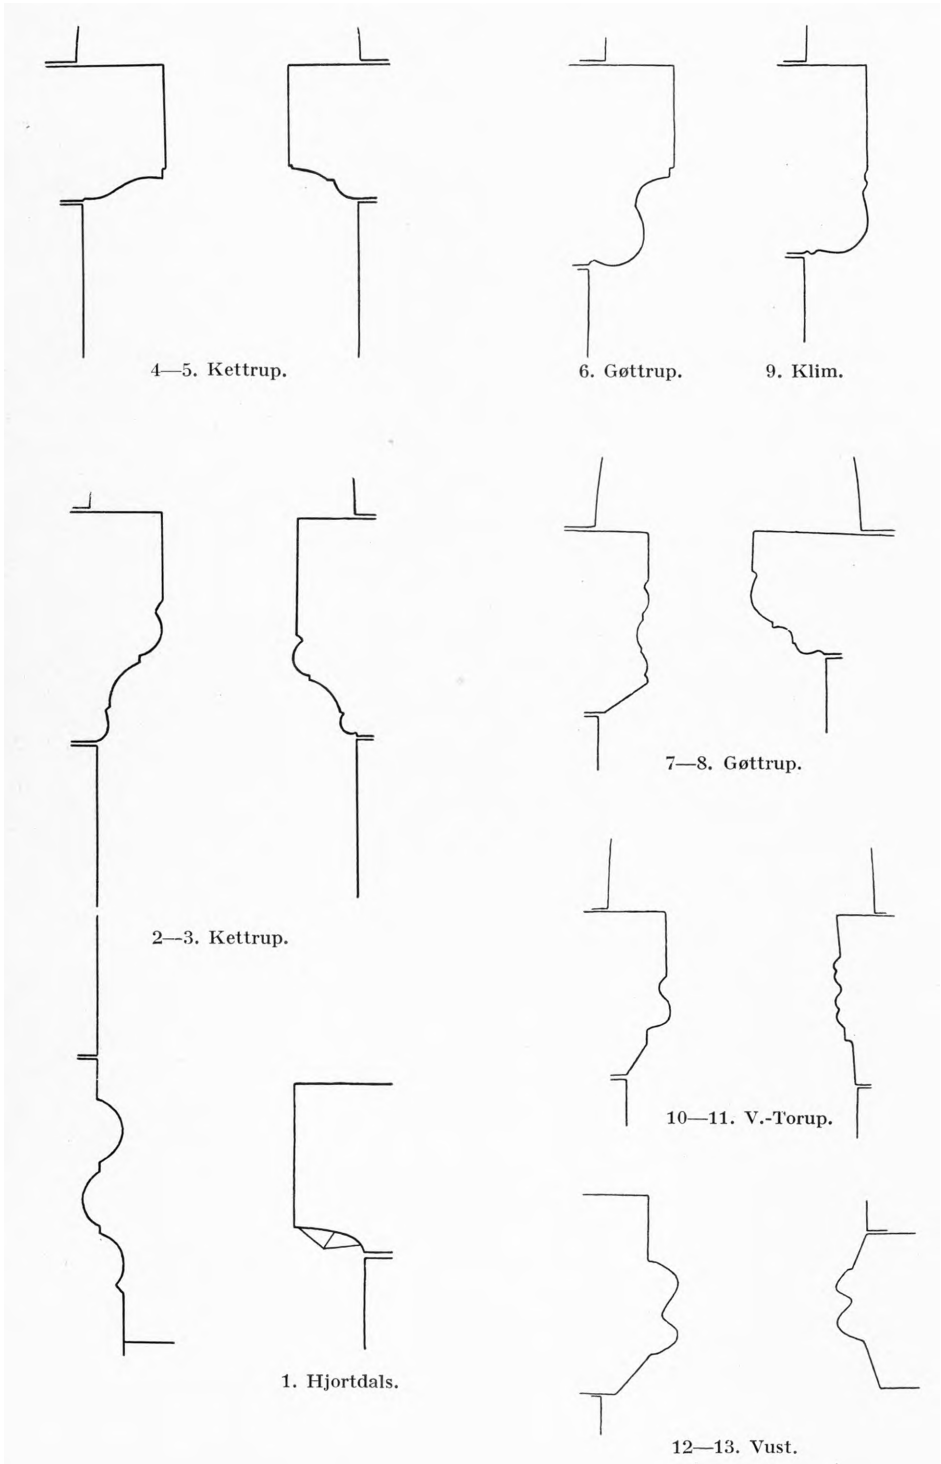 4—5. Kettrup.
6. Gøttrup.
9. Klim.
7—8. Gøttrup.
2—3. Kettrup.
10—11. V.-Torup.
1. Hjortdals.
12—13. Vust.